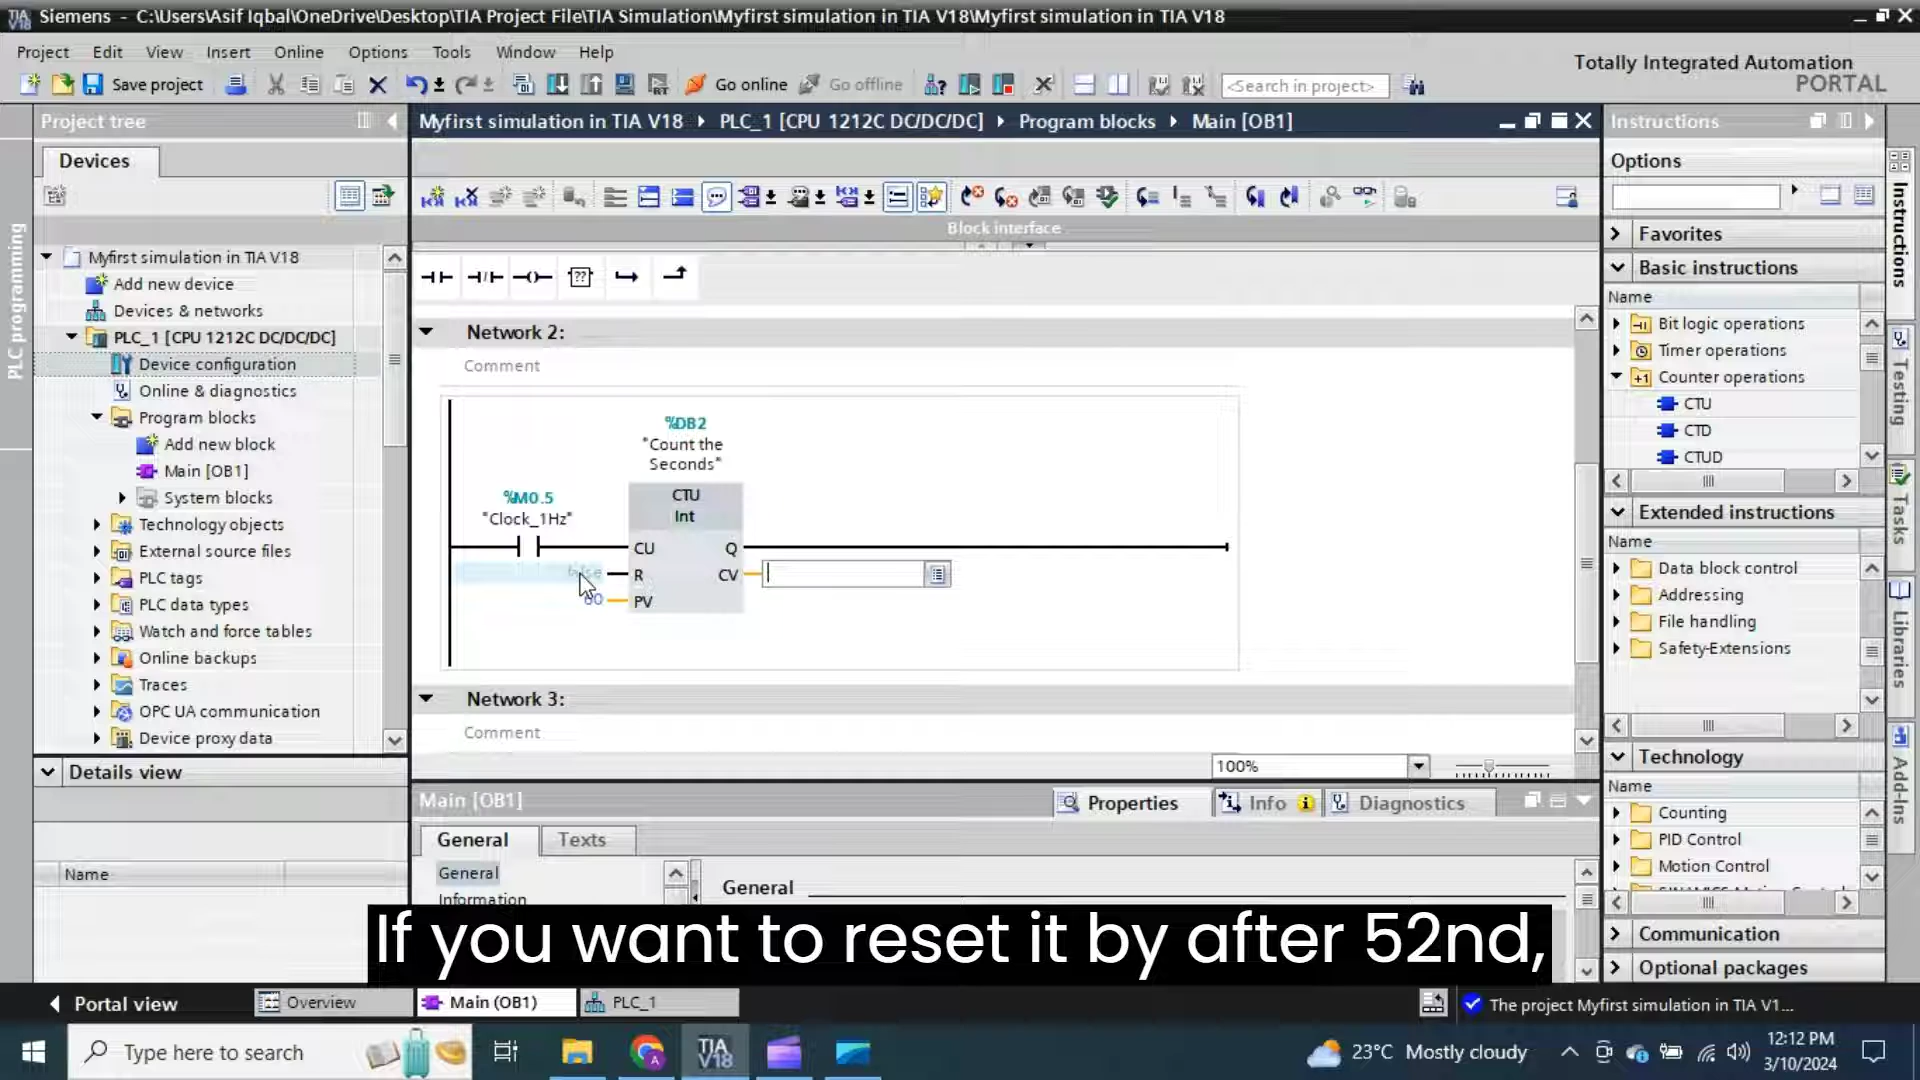 Siemens - C:\Users\Asif Iqbal\OneDrive\Desktop\TIA Project File\TIA Simulation\Myfirst simulation in TIA V18\Myfirst simulation in TIA V18
Project Edit View Insert Online Options Tools Window Help
Totally Integrated Automation
PORTAL
Save project
Go online
Go offline
<Search in project>
Project tree
Devices
PLC programming
Myfirst simulation in TIA V18
Add new device
Devices & networks
PLC_1 [CPU 1212C DC/DC/DC]
Device configuration
Online & diagnostics
Program blocks
Add new block
Main [OB1]
System blocks
Technology objects
External source files
PLC tags
PLC data types
Watch and force tables
Online backups
Traces
OPC UA communication
Device proxy data
Details view
Name
Myfirst simulation in TIA V18 PLC_1 [CPU 1212C DC/DC/DC] Program blocks Main [OB1]
Block interface
??
Network 2:
Comment
%DB2
"Count the
Seconds"
%M0.5
"Clock_1Hz"
CTU
Int
CU
Q
false
R
CV
60
PV
Network 3:
Comment
100%
Main [OB1]
Properties
Info
Diagnostics
General
Texts
General
Information
General
Instructions
Options
Favorites
Basic instructions
Name
Bit logic operations
Timer operations
Counter operations
CTU
CTD
CTUD
Extended instructions
Name
Data block control
Addressing
File handling
Safety-Extensions
Technology
Name
Counting
PID Control
Motion Control
Communication
Optional packages
Instructions
Testing
Tasks
Libraries
Add-Ins
If you want to reset it by after 52nd,
Portal view
Overview
Main (OB1)
PLC_1
The project Myfirst simulation in TIA V1...
Type here to search
TIA
V18
23°C Mostly cloudy
12:12 PM
3/10/2024